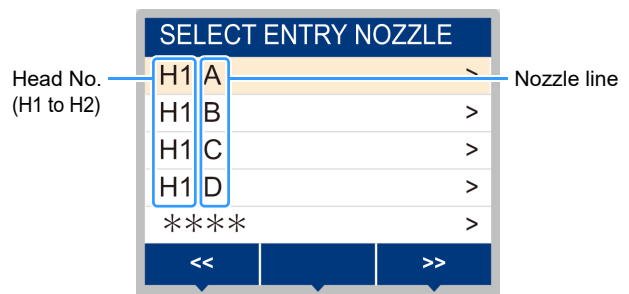 SELECT ENTRY NOZZLE
Head No.
(H1 to H2)
H1 A >
Nozzle line
H1 B >
H1 C >
H1 D >
**** >
<< >>